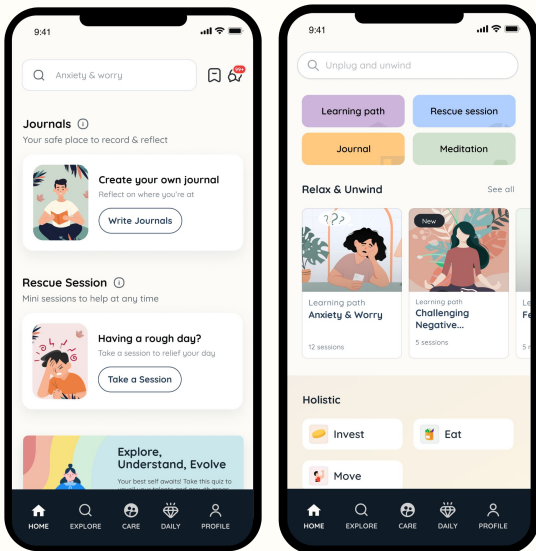 9:41
Anxiety & worry
99+
Journals
Your safe place to record & reflect
Create your own journal
Reflect on where you're at
Write Journals
Rescue Session
Mini sessions to help at any time
Having a rough day?
Take a session to relief your day
Take a Session
Explore,
Understand, Evolve
Your best self awaits! Take this quiz to
HOME
EXPLORE
CARE
DAILY
PROFILE
9:41
Unplug and unwind
Learning path
Rescue session
Journal
Meditation
Relax & Unwind
See all
???
Learning path
Anxiety & Worry
12 sessions
New
Learning path
Challenging
Negative...
5 sessions
Le
Fe
5
Holistic
Invest
Eat
Move
HOME
EXPLORE
CARE
DAILY
PROFILE